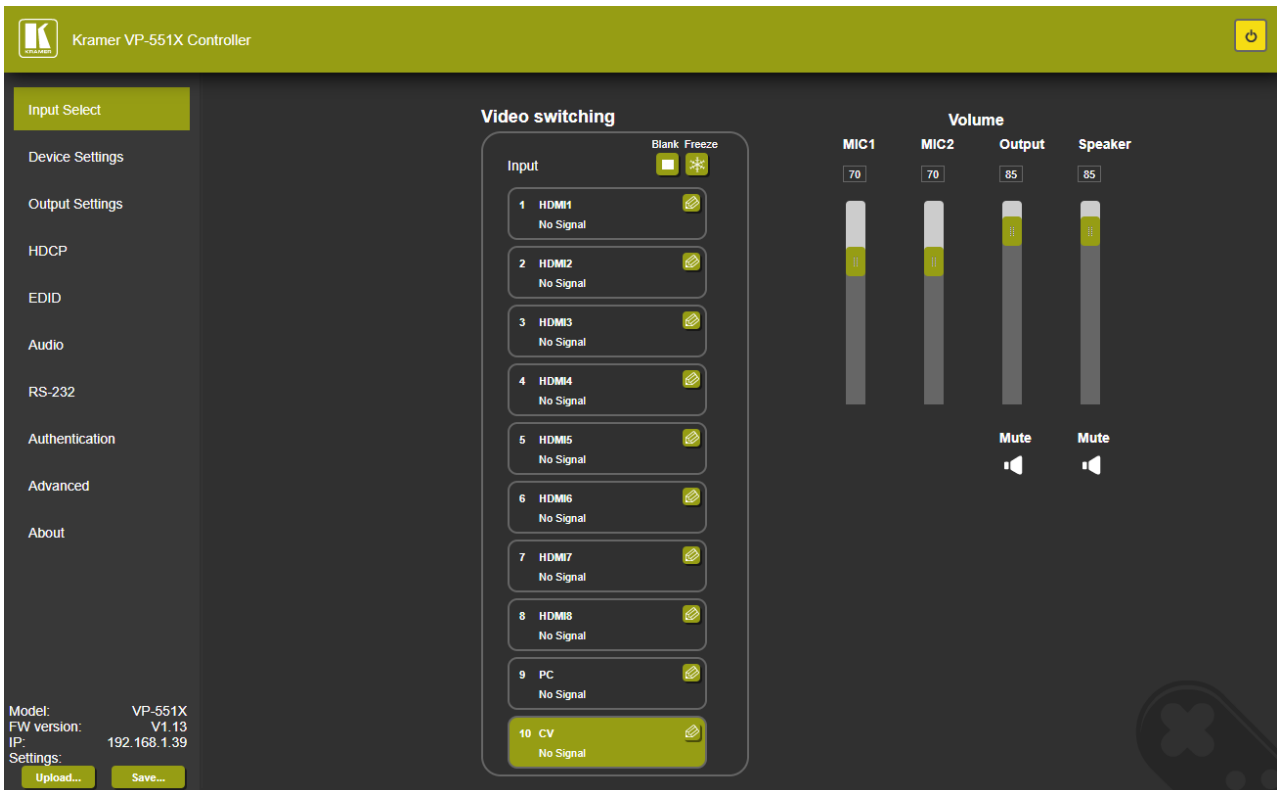 KRAMER
Kramer VP-551X Controller
Input Select
Device Settings
Output Settings
HDCP
EDID
Audio
RS-232
Authentication
Advanced
About
Model: VP-551X
FW version: V1.13
IP: 192.168.1.39
Settings:
Upload... Save...
Video switching
Blank Freeze
Input
1 HDMI1
No Signal
2 HDMI2
No Signal
3 HDMI3
No Signal
4 HDMI4
No Signal
5 HDMI5
No Signal
6 HDMI6
No Signal
7 HDMI7
No Signal
8 HDMI8
No Signal
9 PC
No Signal
10 CV
No Signal
Volume
MIC1 MIC2 Output Speaker
70 70 85 85
Mute Mute